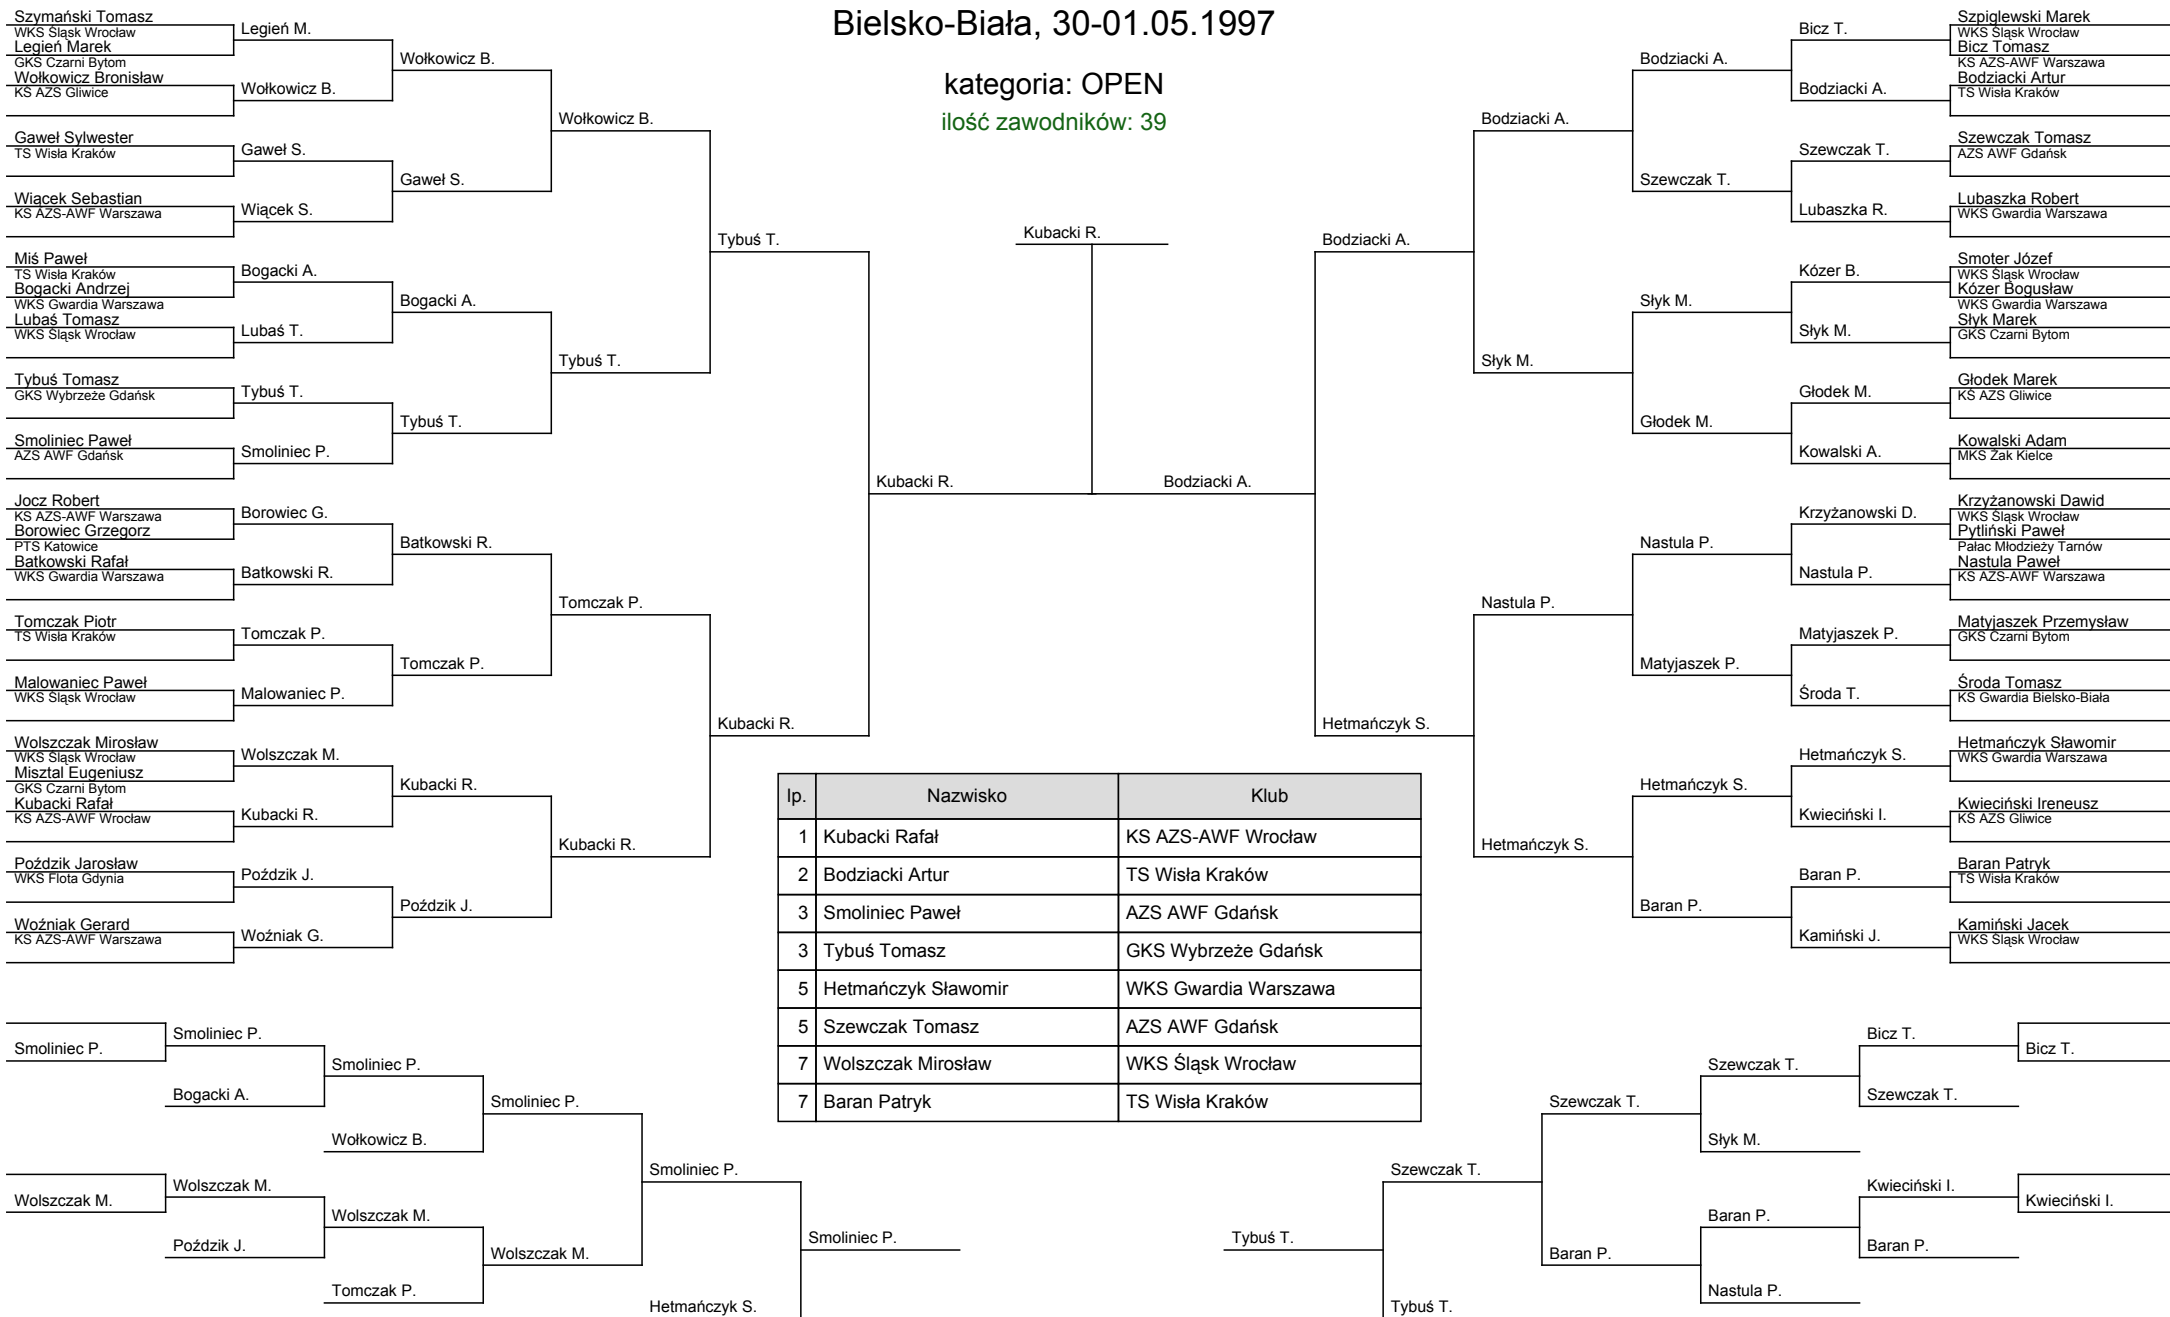 Bielsko-Biała, 30-01.05.1997
kategoria: OPEN
ilość zawodników: 39
Szymański Tomasz
WKS Śląsk Wrocław
Legień Marek
GKS Czarni Bytom
Wołkowicz Bronisław
KS AZS Gliwice
Gaweł Sylwester
TS Wisła Kraków
Wiącek Sebastian
KS AZS-AWF Warszawa
Miś Paweł
TS Wisła Kraków
Bogacki Andrzej
WKS Gwardia Warszawa
Lubaś Tomasz
WKS Śląsk Wrocław
Tybuś Tomasz
GKS Wybrzeże Gdańsk
Smoliniec Paweł
AZS AWF Gdańsk
Jocz Robert
KS AZS-AWF Warszawa
Borowiec Grzegorz
PTS Katowice
Batkowski Rafał
WKS Gwardia Warszawa
Tomczak Piotr
TS Wisła Kraków
Malowaniec Paweł
WKS Śląsk Wrocław
Wolszczak Mirosław
WKS Śląsk Wrocław
Misztal Eugeniusz
GKS Czarni Bytom
Kubacki Rafał
KS AZS-AWF Wrocław
Poździk Jarosław
WKS Flota Gdynia
Woźniak Gerard
KS AZS-AWF Warszawa
Legień M.
Wołkowicz B.
Gaweł S.
Wiącek S.
Bogacki A.
Lubaś T.
Tybuś T.
Smoliniec P.
Borowiec G.
Batkowski R.
Tomczak P.
Malowaniec P.
Wolszczak M.
Kubacki R.
Poździk J.
Woźniak G.
Wołkowicz B.
Gaweł S.
Bogacki A.
Tybuś T.
Batkowski R.
Tomczak P.
Kubacki R.
Poździk J.
Wołkowicz B.
Tybuś T.
Tomczak P.
Kubacki R.
Tybuś T.
Kubacki R.
Kubacki R.
Kubacki R.
Bodziacki A.
Bodziacki A.
Hetmańczyk S.
Bodziacki A.
Słyk M.
Nastula P.
Hetmańczyk S.
Bodziacki A.
Szewczak T.
Słyk M.
Głodek M.
Nastula P.
Matyjaszek P.
Hetmańczyk S.
Baran P.
Bicz T.
Bodziacki A.
Szewczak T.
Lubaszka R.
Kózer B.
Słyk M.
Głodek M.
Kowalski A.
Krzyżanowski D.
Nastula P.
Matyjaszek P.
Środa T.
Hetmańczyk S.
Kwieciński I.
Baran P.
Kamiński J.
Szpiglewski Marek
WKS Śląsk Wrocław
Bicz Tomasz
KS AZS-AWF Warszawa
Bodziacki Artur
TS Wisła Kraków
Szewczak Tomasz
AZS AWF Gdańsk
Lubaszka Robert
WKS Gwardia Warszawa
Smoter Józef
WKS Śląsk Wrocław
Kózer Bogusław
WKS Gwardia Warszawa
Słyk Marek
GKS Czarni Bytom
Głodek Marek
KS AZS Gliwice
Kowalski Adam
MKS Żak Kielce
Krzyżanowski Dawid
WKS Śląsk Wrocław
Pytliński Paweł
Pałac Młodzieży Tarnów
Nastula Paweł
KS AZS-AWF Warszawa
Matyjaszek Przemysław
GKS Czarni Bytom
Środa Tomasz
KS Gwardia Bielsko-Biała
Hetmańczyk Sławomir
WKS Gwardia Warszawa
Kwieciński Ireneusz
KS AZS Gliwice
Baran Patryk
TS Wisła Kraków
Kamiński Jacek
WKS Śląsk Wrocław
lp. Nazwisko Klub
1 Kubacki Rafał KS AZS-AWF Wrocław
2 Bodziacki Artur TS Wisła Kraków
3 Smoliniec Paweł AZS AWF Gdańsk
3 Tybuś Tomasz GKS Wybrzeże Gdańsk
5 Hetmańczyk Sławomir WKS Gwardia Warszawa
5 Szewczak Tomasz AZS AWF Gdańsk
7 Wolszczak Mirosław WKS Śląsk Wrocław
7 Baran Patryk TS Wisła Kraków
Smoliniec P.
Wolszczak M.
Smoliniec P.
Bogacki A.
Wolszczak M.
Poździk J.
Smoliniec P.
Wołkowicz B.
Wolszczak M.
Tomczak P.
Smoliniec P.
Wolszczak M.
Smoliniec P.
Hetmańczyk S.
Smoliniec P.
Tybuś T.
Szewczak T.
Tybuś T.
Szewczak T.
Baran P.
Szewczak T.
Słyk M.
Baran P.
Nastula P.
Bicz T.
Szewczak T.
Kwieciński I.
Baran P.
Bicz T.
Kwieciński I.